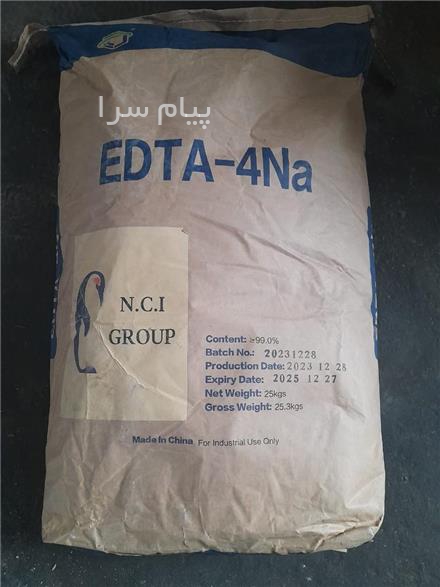 پیام سرا
EDTA-4Na
N.C.I
GROUP
Content: ≥99.0%
Batch No.: 20231228
Production Date: 2023 12 28
Expiry Date: 2025 12 27
Net Weight: 25kgs
Gross Weight: 25.3kgs
Made In China For Industrial Use Only